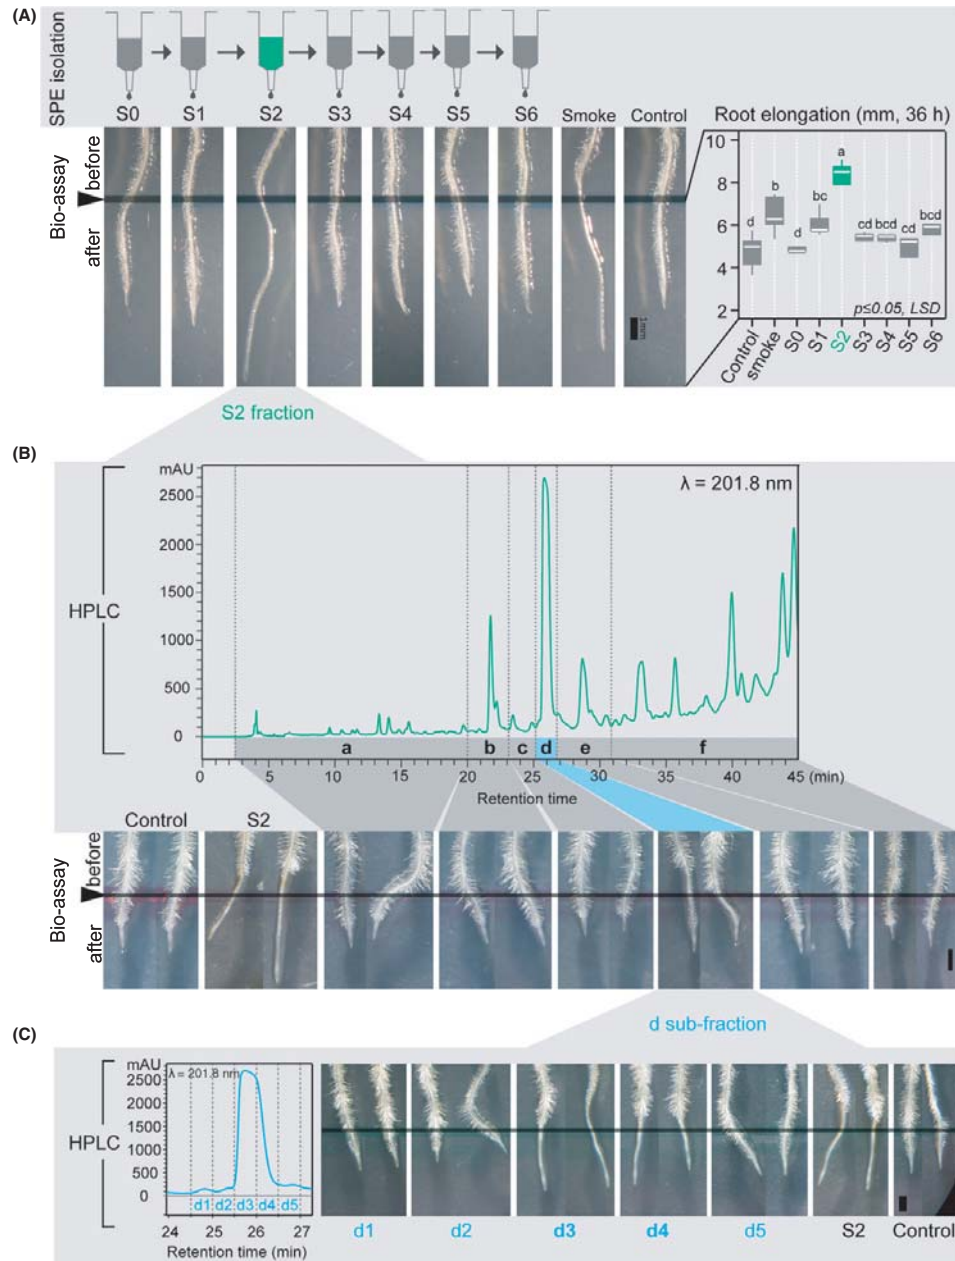 (A)
SPE isolation
S0 S1 S2 S3 S4 S5 S6 Smoke Control
Bio-assay
before
after
1mm
Root elongation (mm, 36 h)
10
8
6
4
2
d b d bc a cd bcd cd bcd
p≤0.05, LSD
Control smoke S0 S1 S2 S3 S4 S5 S6
S2 fraction
(B)
HPLC
mAU
2500
2000
1500
1000
500
0
λ = 201.8 nm
a b c d e f
0 5 10 15 20 25 30 35 40 45 (min)
Retention time
Control S2
Bio-assay
before
after
d sub-fraction
(C)
HPLC
mAU
2500
2000
1500
1000
500
0
λ = 201.8 nm
d1 d2 d3 d4 d5
24 25 26 27
Retention time (min)
d1 d2 d3 d4 d5 S2 Control